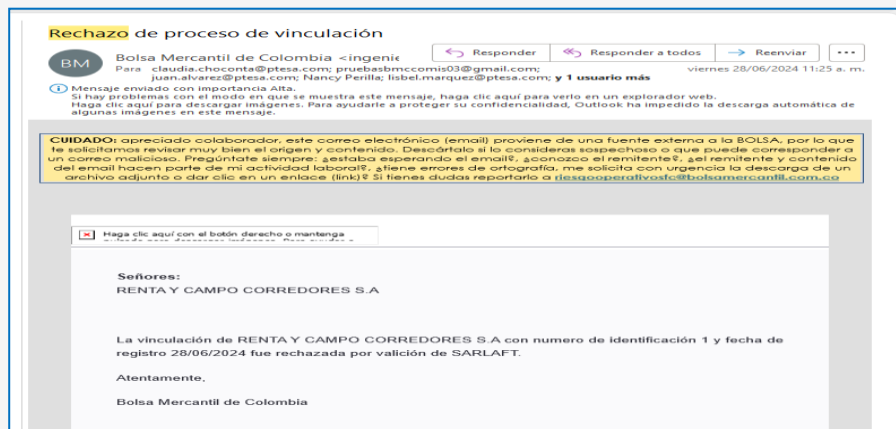 Rechazo de proceso de vinculación
BM
Bolsa Mercantil de Colombia <ingenie
Responder
Responder a todos
Reenviar
...
Para claudia.choconta@ptesa.com; pruebasbmccomis03@gmail.com;
juan.alvarez@ptesa.com; Nancy Perilla; lisbel.marquez@ptesa.com; y 1 usuario más
viernes 28/06/2024 11:25 a. m.
Mensaje enviado con importancia Alta.
Si hay problemas con el modo en que se muestra este mensaje, haga clic aquí para verlo en un explorador web.
Haga clic aquí para descargar imágenes. Para ayudarle a proteger su confidencialidad, Outlook ha impedido la descarga automática de
algunas imágenes en este mensaje.
CUIDADO: apreciado colaborador, este correo electrónico (email) proviene de una fuente externa a la BOLSA, por lo que
te solicitamos revisar muy bien el origen y contenido. Descártalo si lo consideras sospechoso o que puede corresponder a
un correo malicioso. Pregúntate siempre: ¿estaba esperando el email?, ¿conozco el remitente?, ¿el remitente y contenido
del email hacen parte de mi actividad laboral?, ¿tiene errores de ortografía, me solicita con urgencia la descarga de un
archivo adjunto o dar clic en un enlace (link)? Si tienes dudas reportarlo a riesgooperativosfc@bolsamercantil.com.co
Haga clic aquí con el botón derecho o mantenga
Señores:
RENTA Y CAMPO CORREDORES S.A
La vinculación de RENTA Y CAMPO CORREDORES S.A con numero de identificación 1 y fecha de
registro 28/06/2024 fue rechazada por valición de SARLAFT.
Atentamente,
Bolsa Mercantil de Colombia